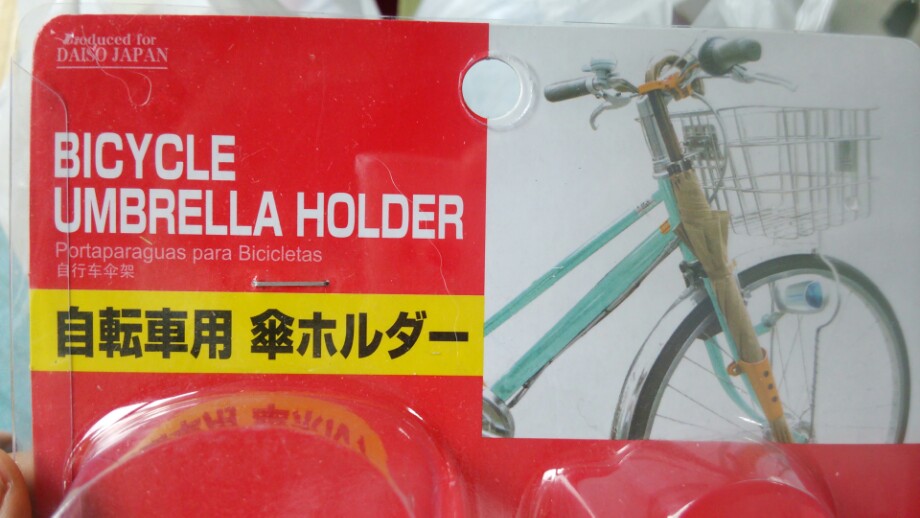 Produced for
DAISO JAPAN
BICYCLE
UMBRELLA HOLDER
Portaparaguas para Bicicletas
自行车伞架
自転車用 傘ホルダー